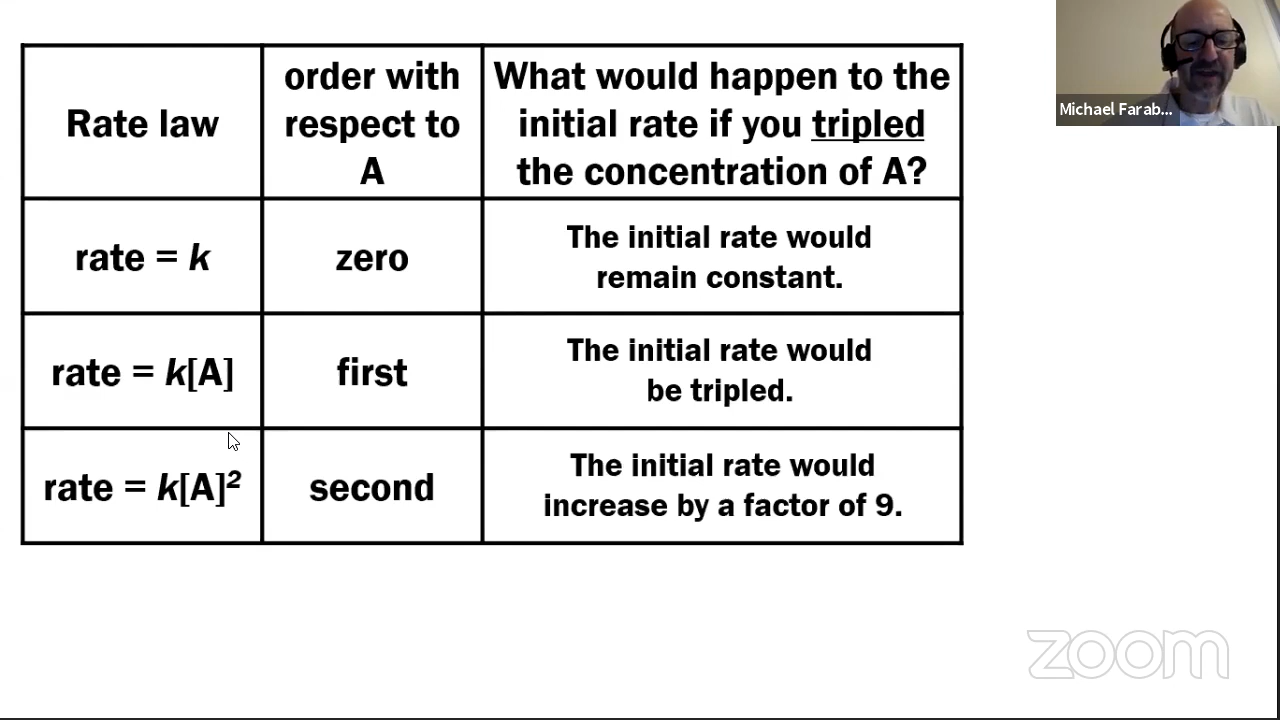 Rate law
order with
respect to
A
What would happen to the
initial rate if you tripled
the concentration of A?
rate = k
zero
The initial rate would
remain constant.
rate = k[A]
first
The initial rate would
be tripled.
rate = k[A]²
second
The initial rate would
increase by a factor of 9.
Michael Farab...
zoom